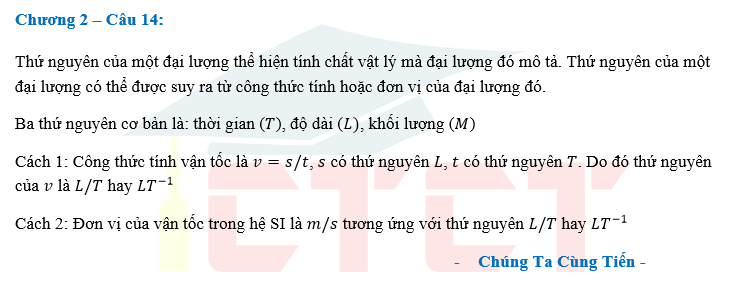 Chương 2 – Câu 14:
Thứ nguyên của một đại lượng thể hiện tính chất vật lý mà đại lượng đó mô tả. Thứ nguyên của một
đại lượng có thể được suy ra từ công thức tính hoặc đơn vị của đại lượng đó.
Ba thứ nguyên cơ bản là: thời gian (T), độ dài (L), khối lượng (M)
Cách 1: Công thức tính vận tốc là v = s/t, s có thứ nguyên L, t có thứ nguyên T. Do đó thứ nguyên
của v là L/T hay LT⁻¹
Cách 2: Đơn vị của vận tốc trong hệ SI là m/s tương ứng với thứ nguyên L/T hay LT⁻¹
- Chúng Ta Cùng Tiến -
CTCT